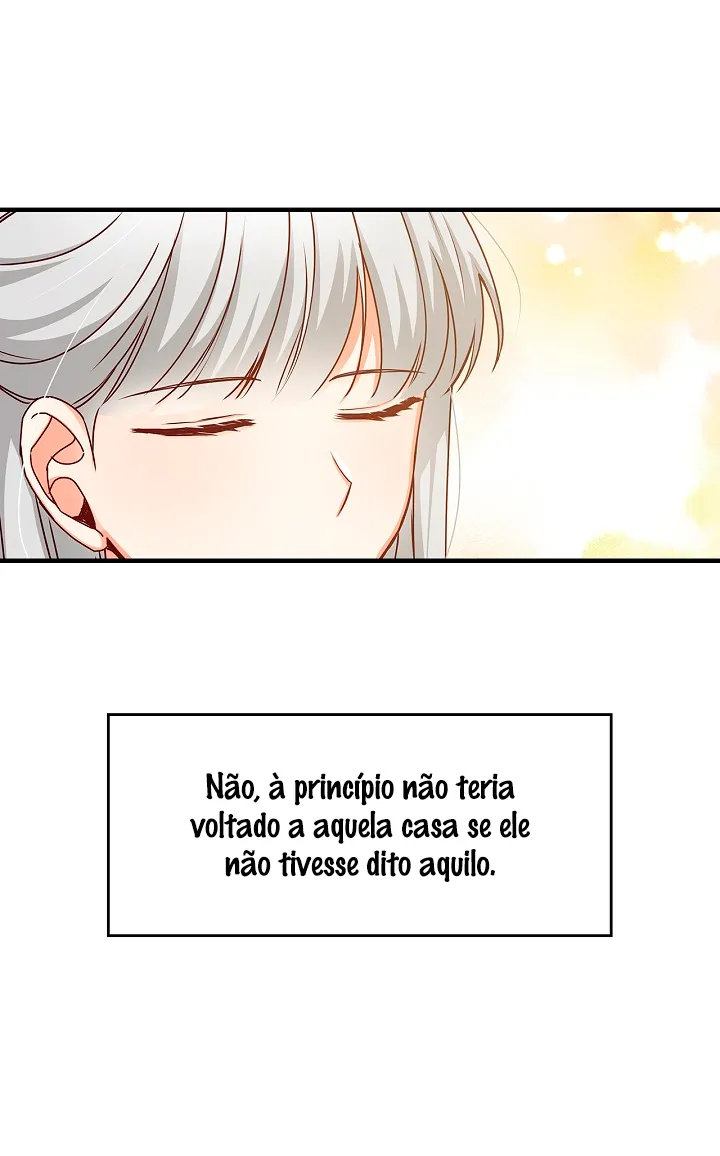 Não, à princípio não teria
voltado a aquela casa se ele
não tivesse dito aquilo.